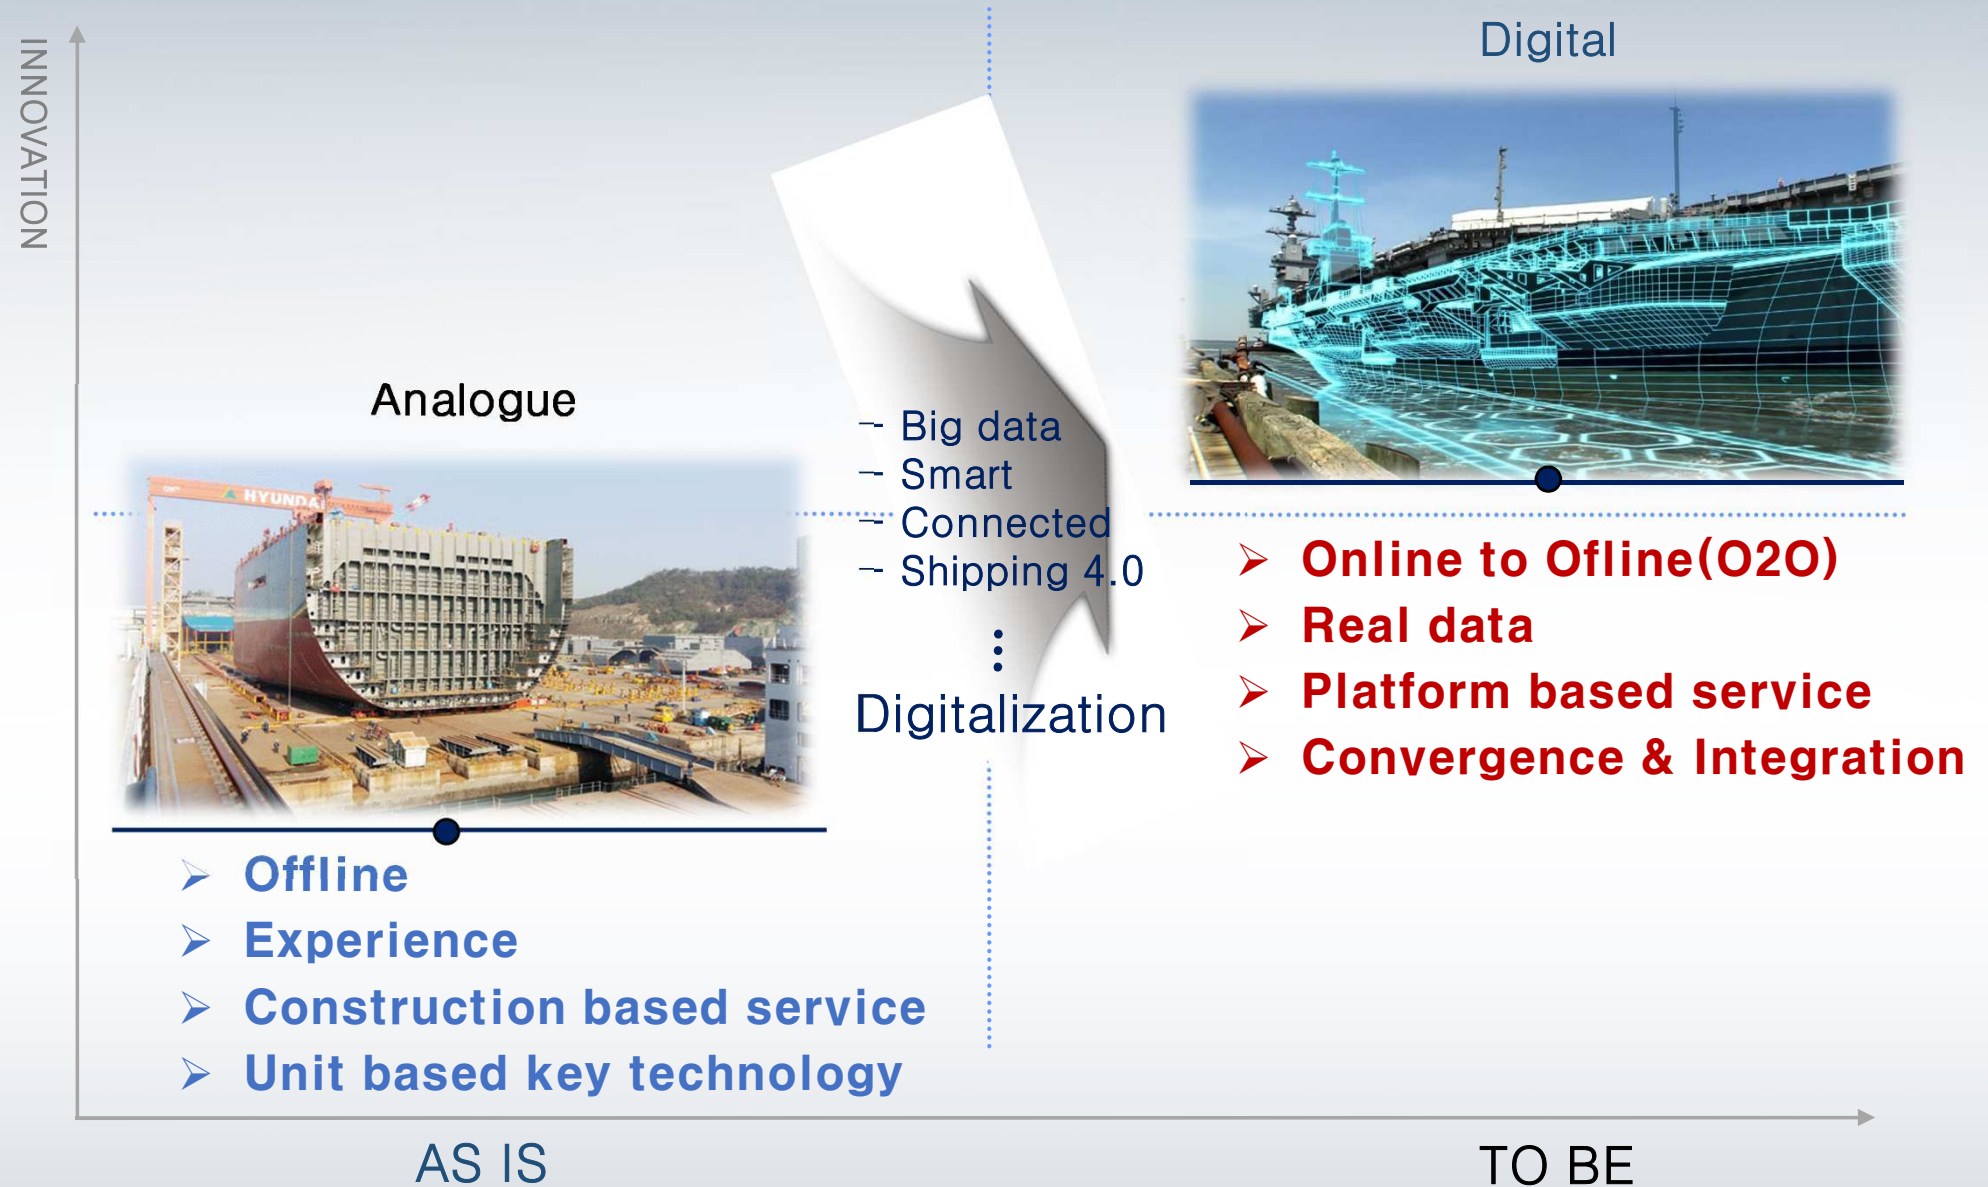 INNOVATION
Digital
Analogue
HYUNDAI
- Big data
- Smart
- Connected
- Shipping 4.0
Digitalization
➢ Online to Ofline(O2O)
➢ Real data
➢ Platform based service
➢ Convergence & Integration
➢ Offline
➢ Experience
➢ Construction based service
➢ Unit based key technology
AS IS
TO BE